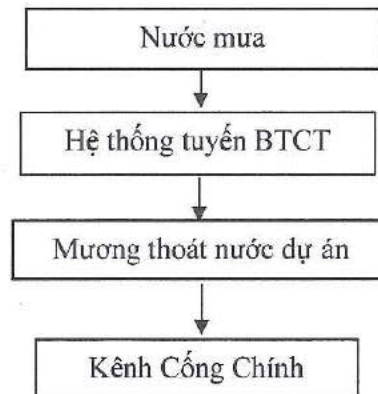 Nước mưa
Hệ thống tuyến BTCT
Mương thoát nước dự án
Kênh Cống Chính